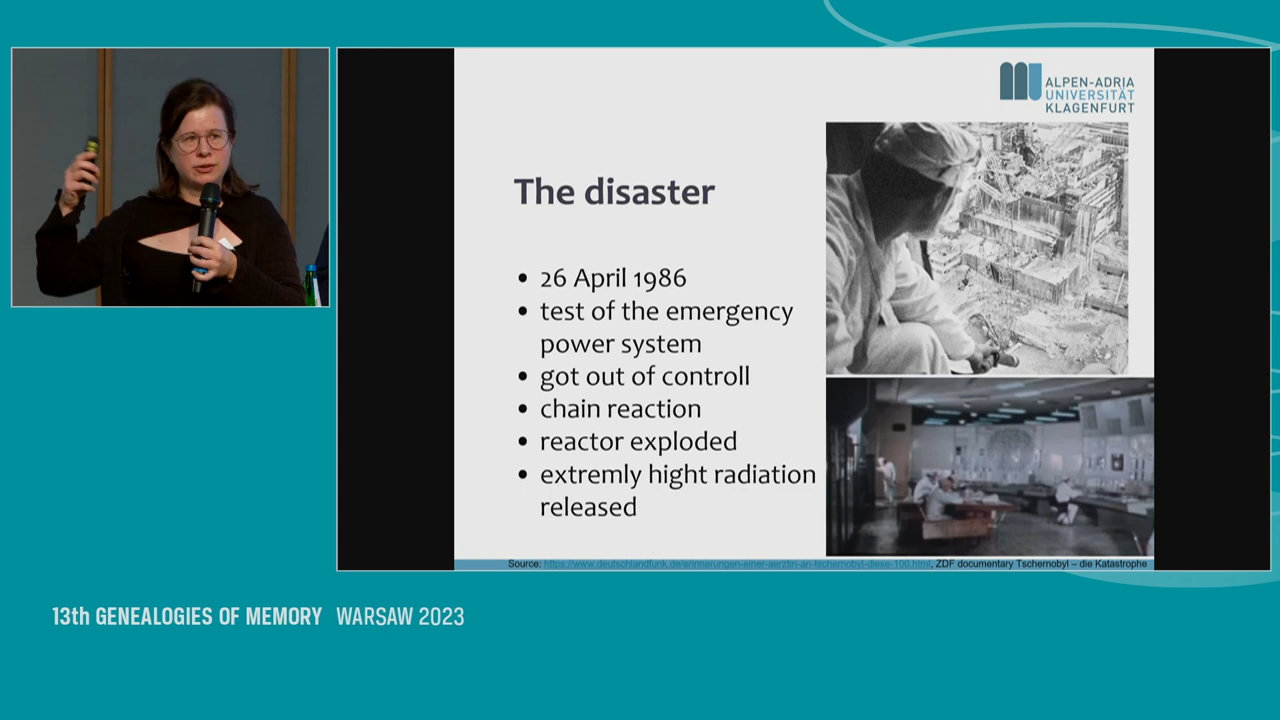 ALPEN-ADRIA
UNIVERSITÄT
KLAGENFURT
The disaster
• 26 April 1986
• test of the emergency
power system
• got out of controll
• chain reaction
• reactor exploded
• extremly hight radiation
released
Source: https://www.deutschlandfunk.de/erinnerungen-einer-aerztin-an-tschernobyl-diese-100.html, ZDF documentary Tschernobyl – die Katastrophe
13th GENEALOGIES OF MEMORY WARSAW 2023